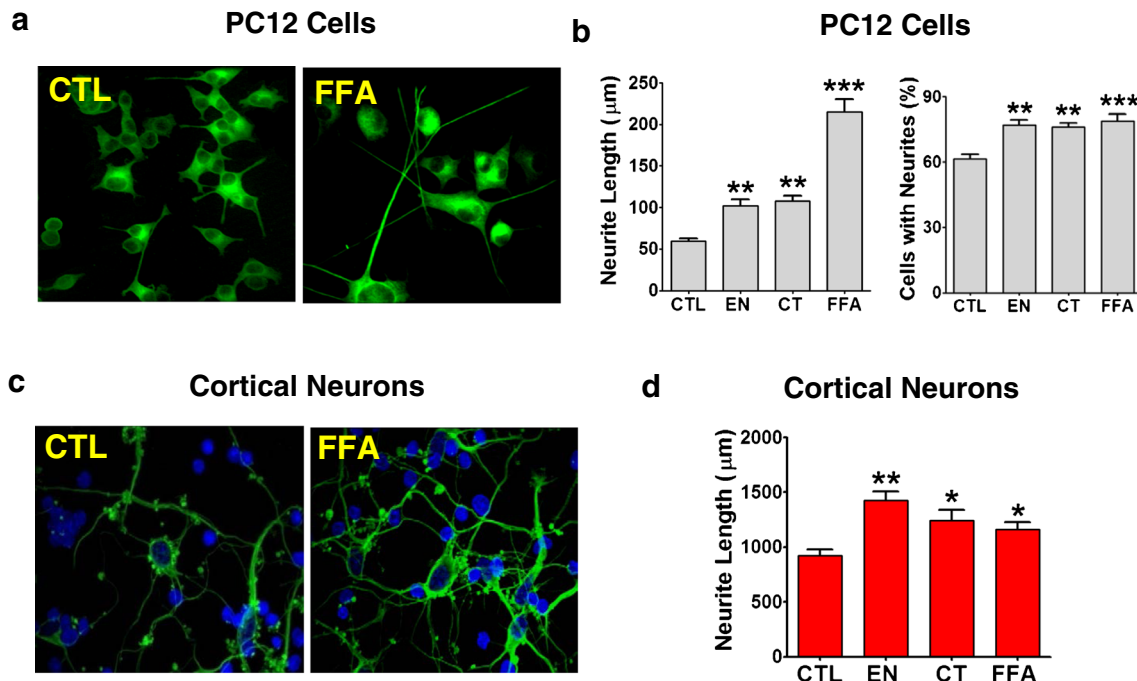 a
PC12 Cells
CTL
FFA
b
PC12 Cells
Neurite Length ( μm)
250
200
150
100
50
0
** ** ***
CTL EN CT FFA
Cells with Neurites (%)
90
60
30
0
** ** ***
CTL EN CT FFA
c
Cortical Neurons
CTL
FFA
d
Cortical Neurons
Neurite Length ( μm)
2000
1500
1000
500
0
** * *
CTL EN CT FFA